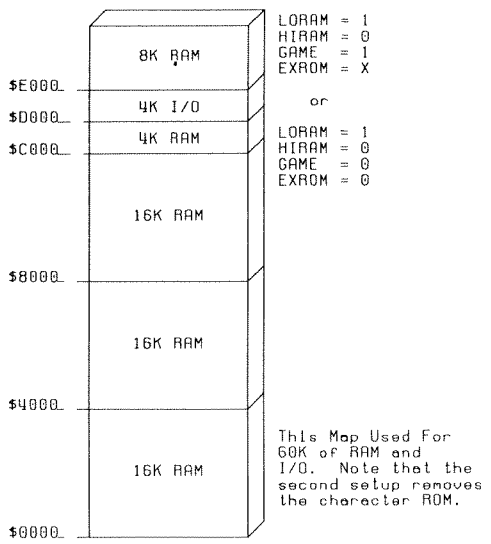 8K RAM
$E000
4K I/O
$D000
4K RAM
$C000
16K RAM
$8000
16K RAM
$4000
16K RAM
$0000
LORAM = 1
HIRAM = 0
GAME = 1
EXROM = X
or
LORAM = 1
HIRAM = 0
GAME = 0
EXROM = 0
This Map Used For
60K of RAM and
I/O. Note that the
second setup removes
the character ROM.